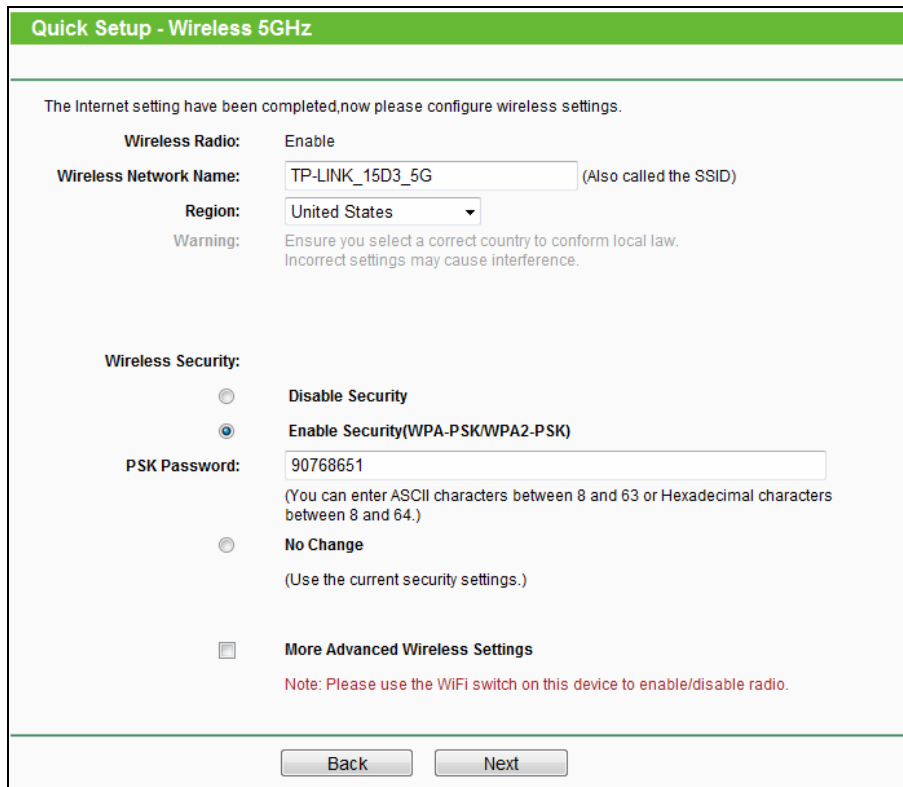 Quick Setup - Wireless 5GHz
The Internet setting have been completed,now please configure wireless settings.
Wireless Radio: Enable
Wireless Network Name: TP-LINK_15D3_5G (Also called the SSID)
Region: United States
Warning: Ensure you select a correct country to conform local law.
Incorrect settings may cause interference.
Wireless Security:
Disable Security
Enable Security(WPA-PSK/WPA2-PSK)
PSK Password: 90768651
(You can enter ASCII characters between 8 and 63 or Hexadecimal characters
between 8 and 64.)
No Change
(Use the current security settings.)
More Advanced Wireless Settings
Note: Please use the WiFi switch on this device to enable/disable radio.
Back Next